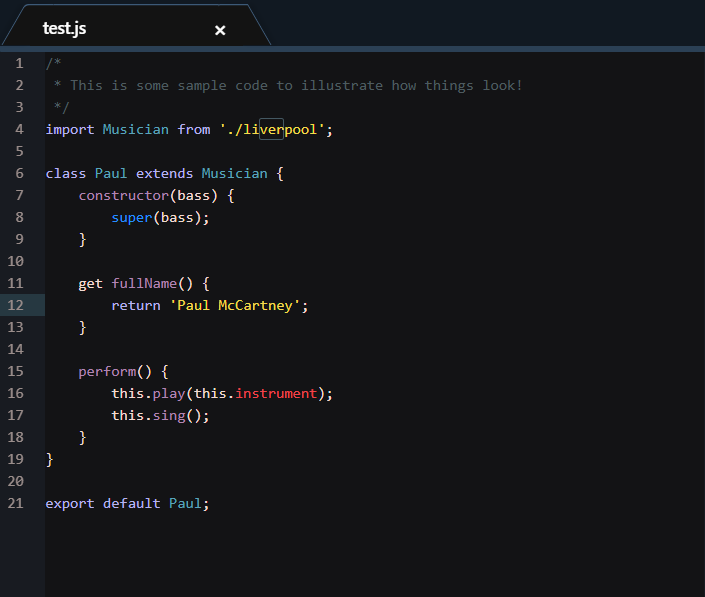 test.js ×
1 /*
2  * This is some sample code to illustrate how things look!
3  */
4 import Musician from './liverpool';
5
6 class Paul extends Musician {
7     constructor(bass) {
8         super(bass);
9     }
10
11     get fullName() {
12         return 'Paul McCartney';
13     }
14
15     perform() {
16         this.play(this.instrument);
17         this.sing();
18     }
19 }
20
21 export default Paul;